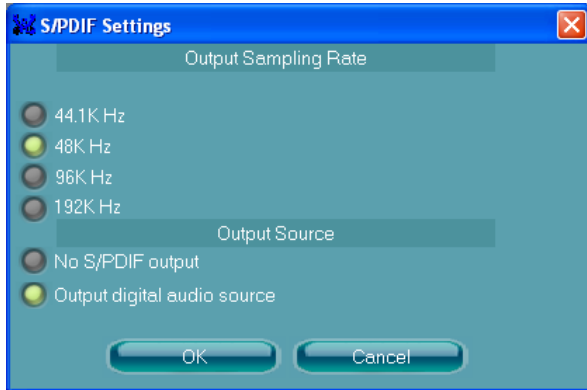 S/PDIF Settings
Output Sampling Rate
44.1K Hz
48K Hz
96K Hz
192K Hz
Output Source
No S/PDIF output
Output digital audio source
OK
Cancel